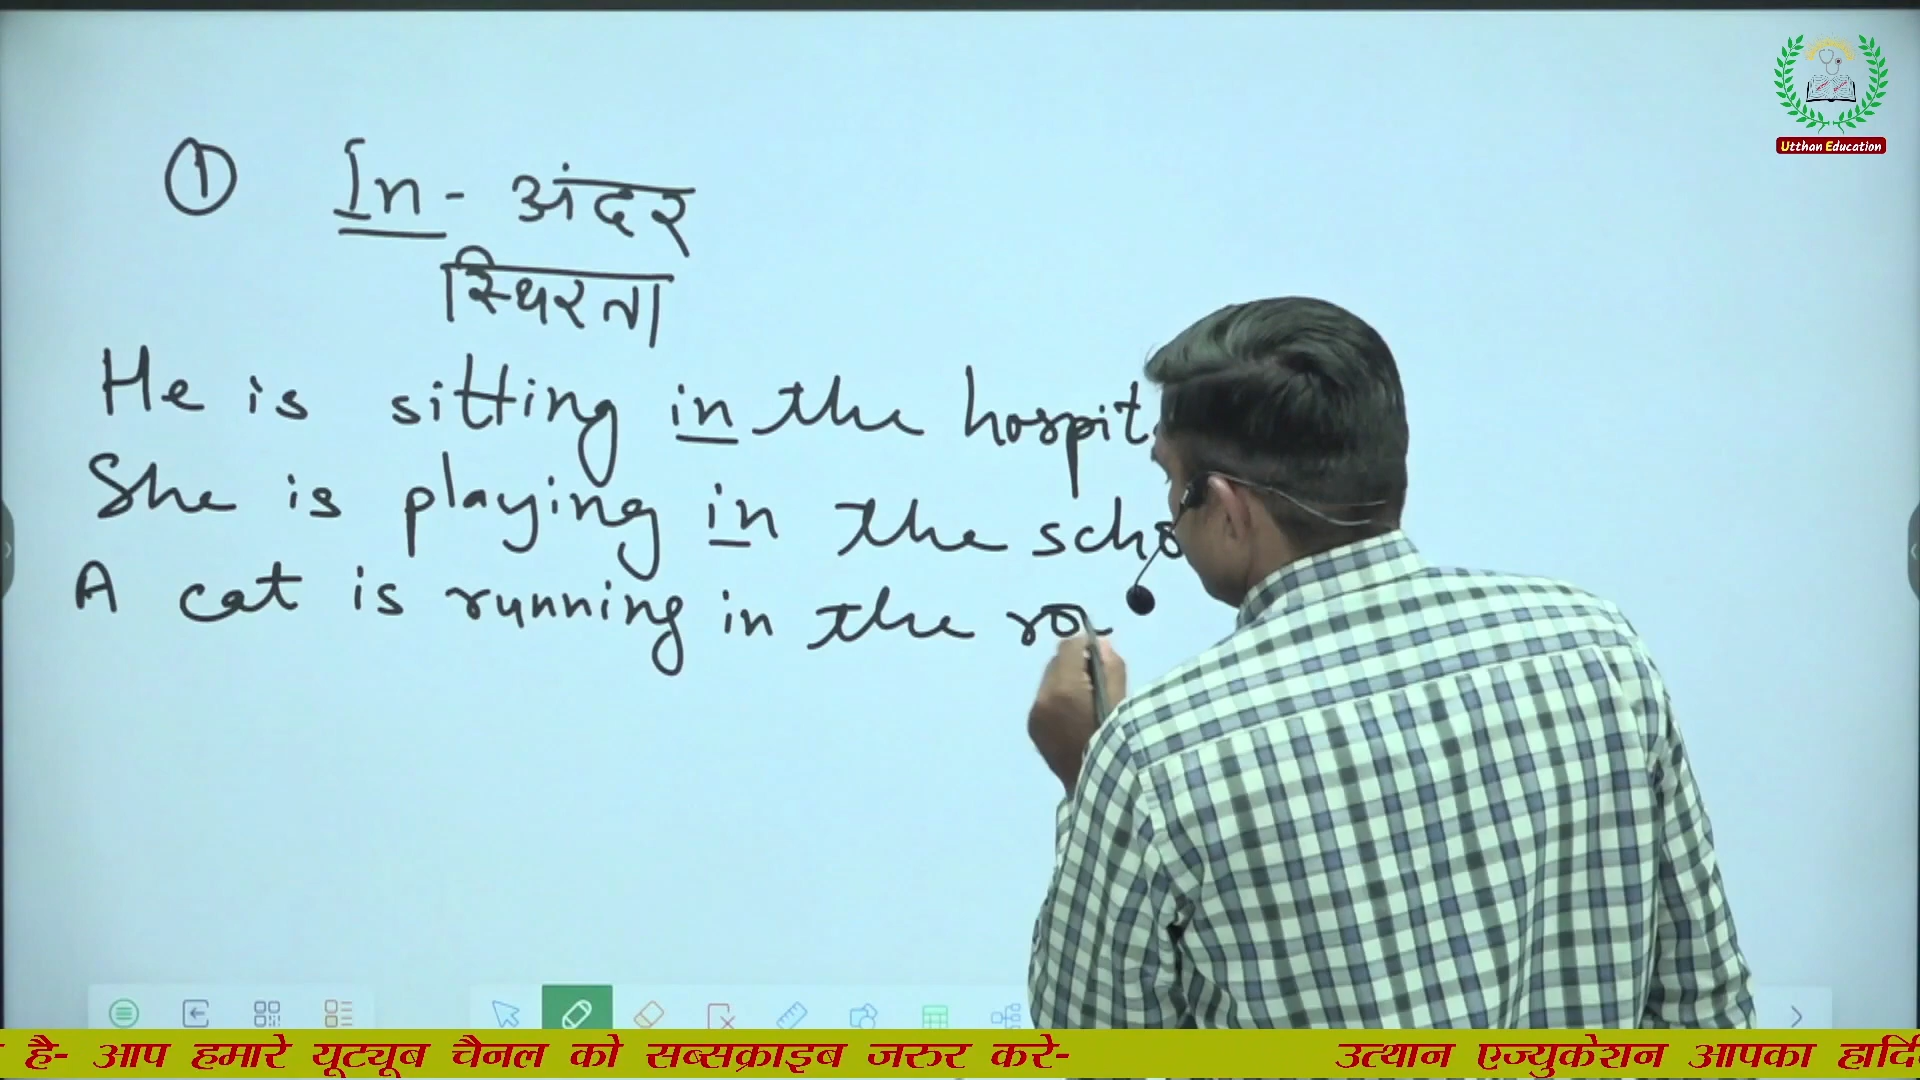 ① In - अंदर
स्थिरता
He is sitting in the hospit
She is playing in the scho
A cat is running in the ro
Utthan Education
है- आप हमारे यूट्यूब चैनल को सब्सक्राइब जरुर करे- उत्थान एज्युकेशन आपका हार्दि